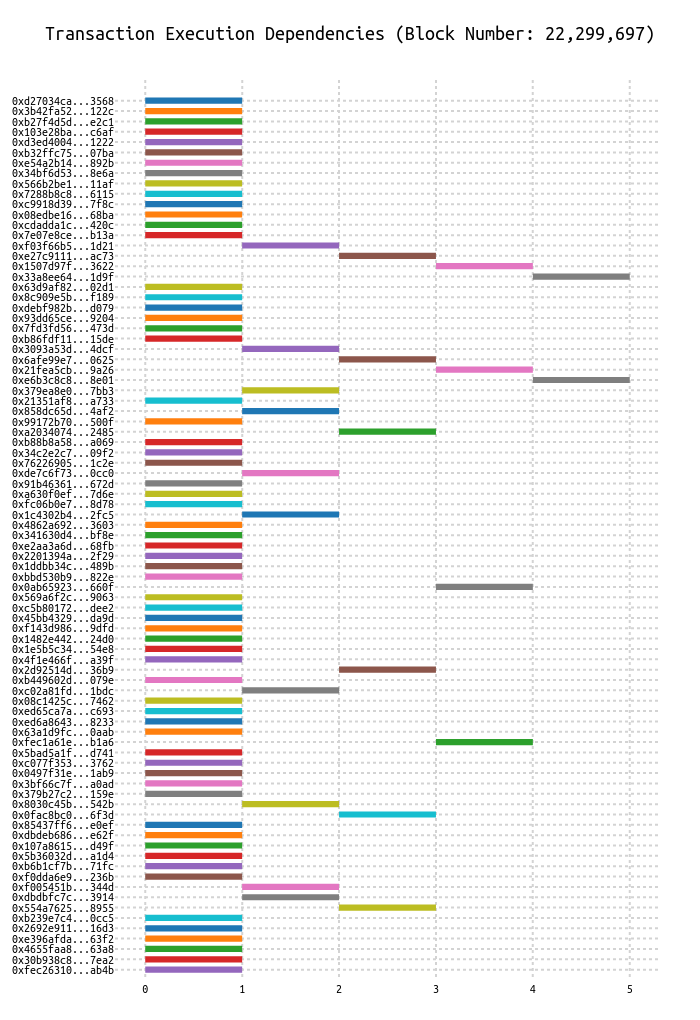 Transaction Execution Dependencies (Block Number: 22,299,697)
0xd27034ca...3568
0x3b42fa52...122c
0xb27f4d5d...e2c1
0x103e28ba...c6af
0xd3ed4004...1222
0xb32ffc75...07ba
0xe54a2b14...892b
0x34bf6d53...8e6a
0x566b2be1...11af
0x7288b8c8...6115
0xc9918d39...7f8c
0x08edbe16...68ba
0xcdadda1c...420c
0x7e07e8ce...b13a
0xf03f66b5...1d21
0xe27c9111...ac73
0x1507d97f...3622
0x33a8ee64...1d9f
0x63d9af82...02d1
0x8c909e5b...f189
0xdebf982b...d079
0x93dd65ce...9204
0x7fd3fd56...473d
0xb86fdf11...15de
0x3093a53d...4dcf
0x6afe99e7...0625
0x21fea5cb...9a26
0xe6b3c8c8...8e01
0x379ea8e0...7bb3
0x21351af8...a733
0x858dc65d...4af2
0x99172b70...500f
0xa2034074...2485
0xb88b8a58...a069
0x34c2e2c7...09f2
0x76226905...1c2e
0xde7c6f73...0cc0
0x91b46361...672d
0xa630f0ef...7d6e
0xfc06b0e7...8d78
0x1c4302b4...2fc5
0x4862a692...3603
0x341630d4...bf8e
0xe2aa3a6d...68fb
0x2201394a...2f29
0x1ddbb34c...489b
0xbbd530b9...822e
0x0ab65923...660f
0x569a6f2c...9063
0xc5b80172...dee2
0x45bb4329...da9d
0xf143d986...9dfd
0x1482e442...24d0
0x1e5b5c34...54e8
0x4f1e466f...a39f
0x2d92514d...36b9
0xb449602d...079e
0xc02a81fd...1bdc
0x08c1425c...7462
0xed65ca7a...c693
0xed6a8643...8233
0x63a1d9fc...0aab
0xfec1a61e...b1a6
0x5bad5a1f...d741
0xc077f353...3762
0x0497f31e...1ab9
0x3bf66c7f...a0ad
0x379b27c2...159e
0x8030c45b...542b
0x0fac8bc0...6f3d
0x85437ff6...e0ef
0xdbdeb686...e62f
0x107a8615...d49f
0x5b36032d...a1d4
0xb6b1cf7b...71fc
0xf0dda6e9...236b
0xf005451b...344d
0xdbdbfc7c...3914
0x554a7625...8955
0xb239e7c4...0cc5
0x2692e911...16d3
0xe396afda...63f2
0x4655faa8...63a8
0x30b938c8...7ea2
0xfec26310...ab4b
0 1 2 3 4 5